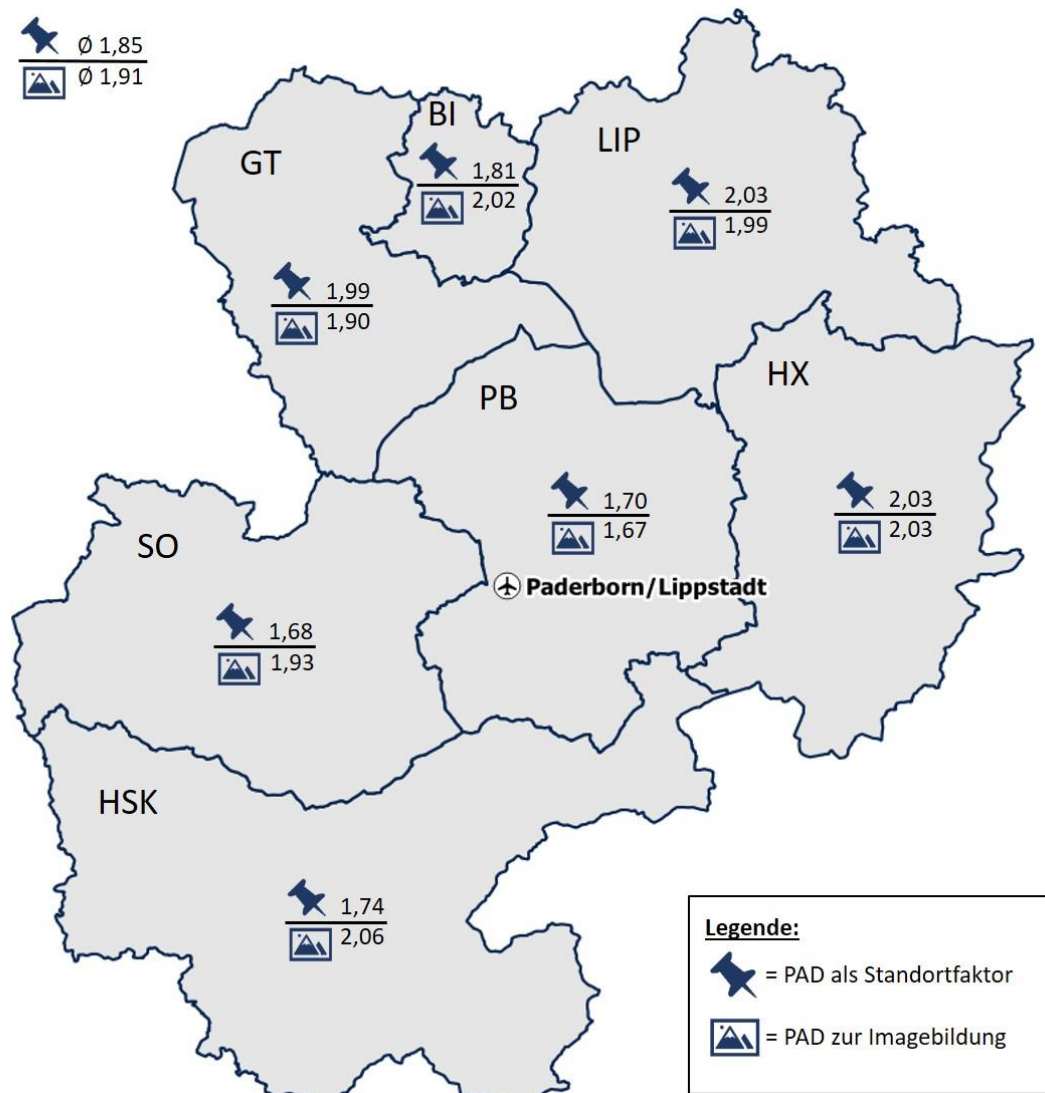 Ø 1,85
Ø 1,91
BI
1,81
2,02
LIP
2,03
1,99
GT
1,99
1,90
HX
2,03
2,03
PB
1,70
1,67
Paderborn/Lippstadt
SO
1,68
1,93
HSK
1,74
2,06
Legende:
= PAD als Standortfaktor
= PAD zur Imagebildung